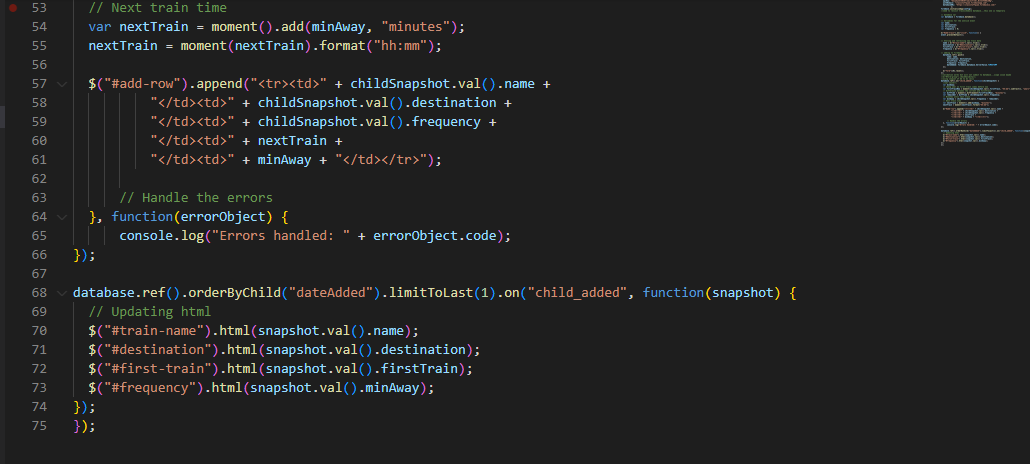 53 // Next train time
54 var nextTrain = moment().add(minAway, "minutes");
55 nextTrain = moment(nextTrain).format("hh:mm");
56
57 $("#add-row").append("<tr><td>" + childSnapshot.val().name +
58 "</td><td>" + childSnapshot.val().destination +
59 "</td><td>" + childSnapshot.val().frequency +
60 "</td><td>" + nextTrain +
61 "</td><td>" + minAway + "</td></tr>");
62
63 // Handle the errors
64 }, function(errorObject) {
65 console.log("Errors handled: " + errorObject.code);
66 });
67
68 database.ref().orderByChild("dateAdded").limitToLast(1).on("child_added", function(snapshot) {
69 // Updating html
70 $("#train-name").html(snapshot.val().name);
71 $("#destination").html(snapshot.val().destination);
72 $("#first-train").html(snapshot.val().firstTrain);
73 $("#frequency").html(snapshot.val().minAway);
74 });
75 });